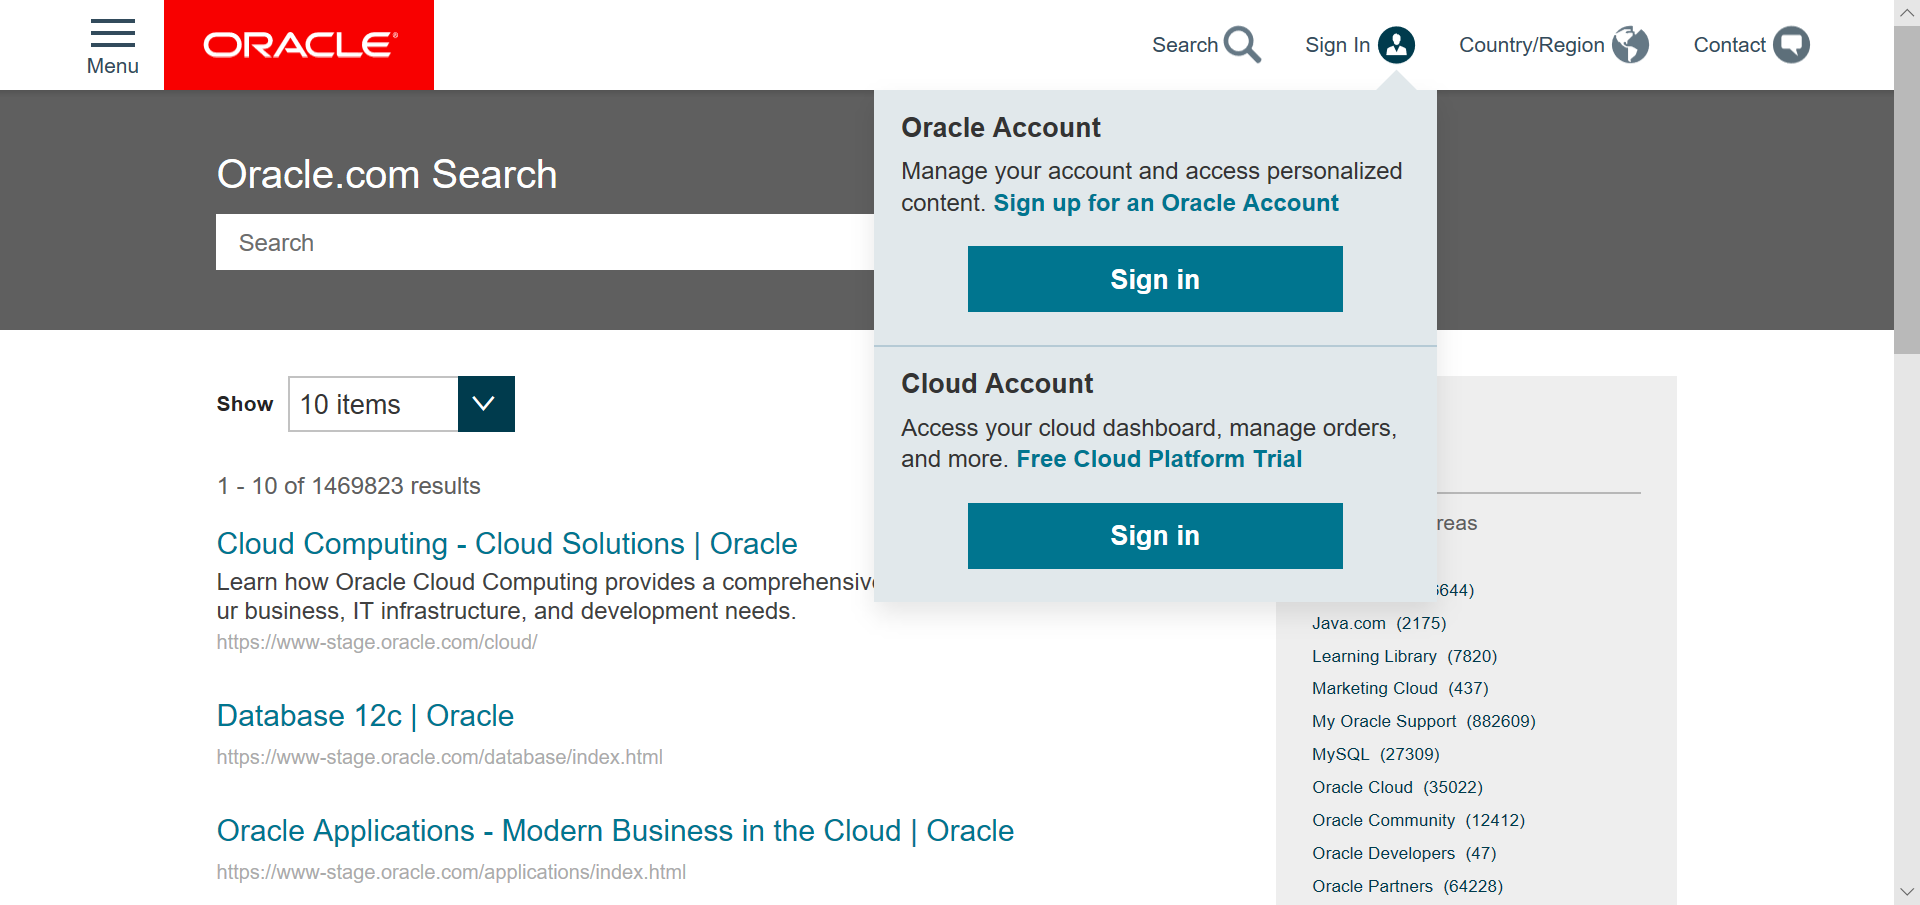 Menu
ORACLE®
Search
Sign In
Country/Region
Contact
Oracle.com Search
Search
Oracle Account
Manage your account and access personalized
content. Sign up for an Oracle Account
Sign in
Cloud Account
Access your cloud dashboard, manage orders,
and more. Free Cloud Platform Trial
Sign in
Show
10 items
1 - 10 of 1469823 results
Cloud Computing - Cloud Solutions | Oracle
Learn how Oracle Cloud Computing provides a
ur business, IT infrastructure, and development needs.
https://www-stage.oracle.com/cloud/
Database 12c | Oracle
https://www-stage.oracle.com/database/index.html
Oracle Applications - Modern Business in the Cloud | Oracle
https://www-stage.oracle.com/applications/index.html
reas
644)
Java.com (2175)
Learning Library (7820)
Marketing Cloud (437)
My Oracle Support (882609)
MySQL (27309)
Oracle Cloud (35022)
Oracle Community (12412)
Oracle Developers (47)
Oracle Partners (64228)